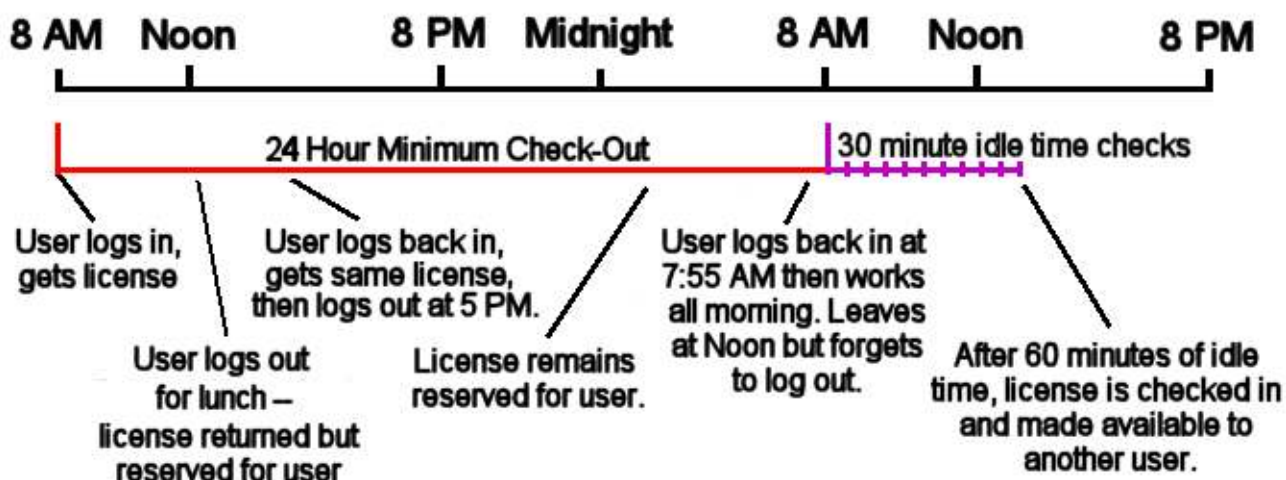 8 AM Noon 8 PM Midnight 8 AM Noon 8 PM
24 Hour Minimum Check-Out
30 minute idle time checks
User logs in,
gets license
User logs out
for lunch –
license returned but
reserved for user
User logs back in,
gets same license,
then logs out at 5 PM.
License remains
reserved for user.
User logs back in at
7:55 AM then works
all morning. Leaves
at Noon but forgets
to log out.
After 60 minutes of idle
time, license is checked in
and made available to
another user.